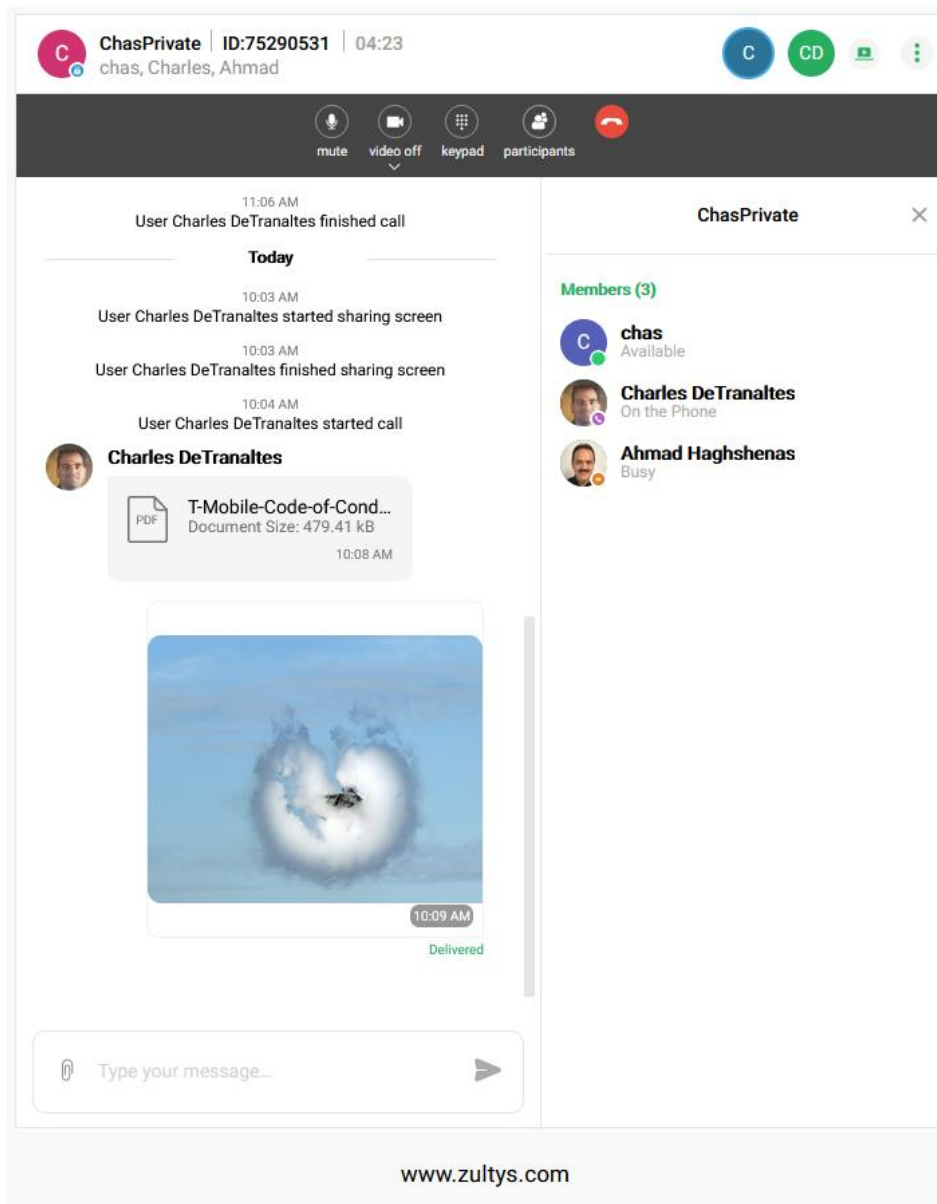 C
ChasPrivate ID:75290531 04:23
chas, Charles, Ahmad
C
CD
mute video off keypad participants
11:06 AM
User Charles DeTranaltes finished call
Today
10:03 AM
User Charles DeTranaltes started sharing screen
10:03 AM
User Charles DeTranaltes finished sharing screen
10:04 AM
User Charles DeTranaltes started call
Charles DeTranaltes
PDF
T-Mobile-Code-of-Cond...
Document Size: 479.41 kB
10:08 AM
10:09 AM
Delivered
Type your message...
ChasPrivate
Members (3)
C
chas
Available
Charles DeTranaltes
On the Phone
Ahmad Haghshenas
Busy
www.zultys.com